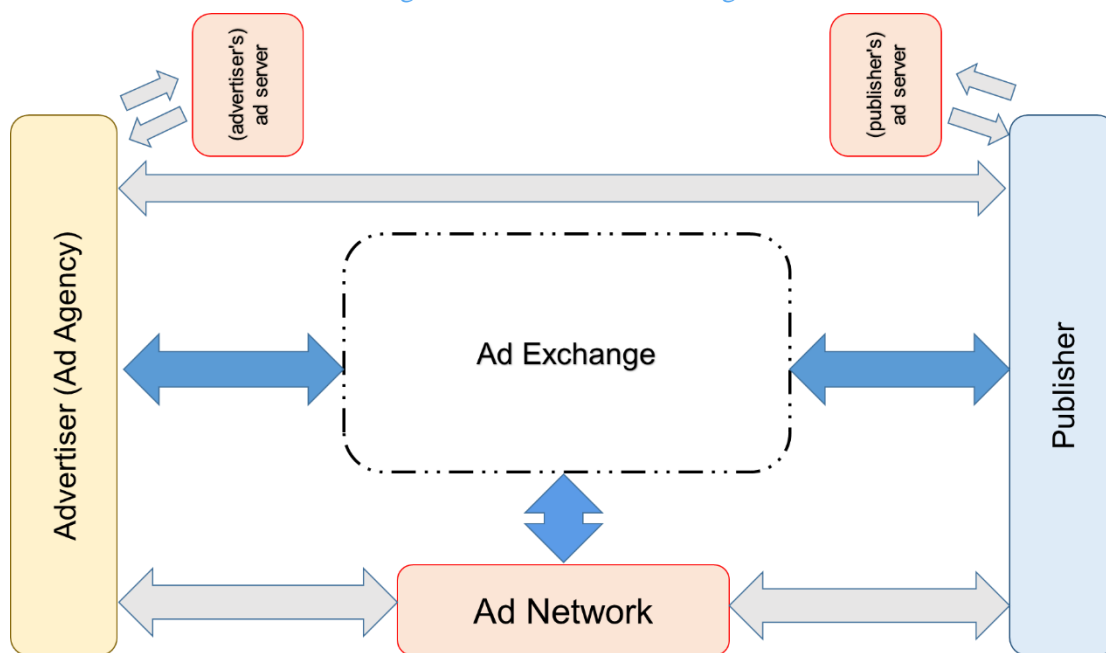 (advertiser's)
ad server
(publisher's)
ad server
Advertiser (Ad Agency)
Ad Exchange
Publisher
Ad Network